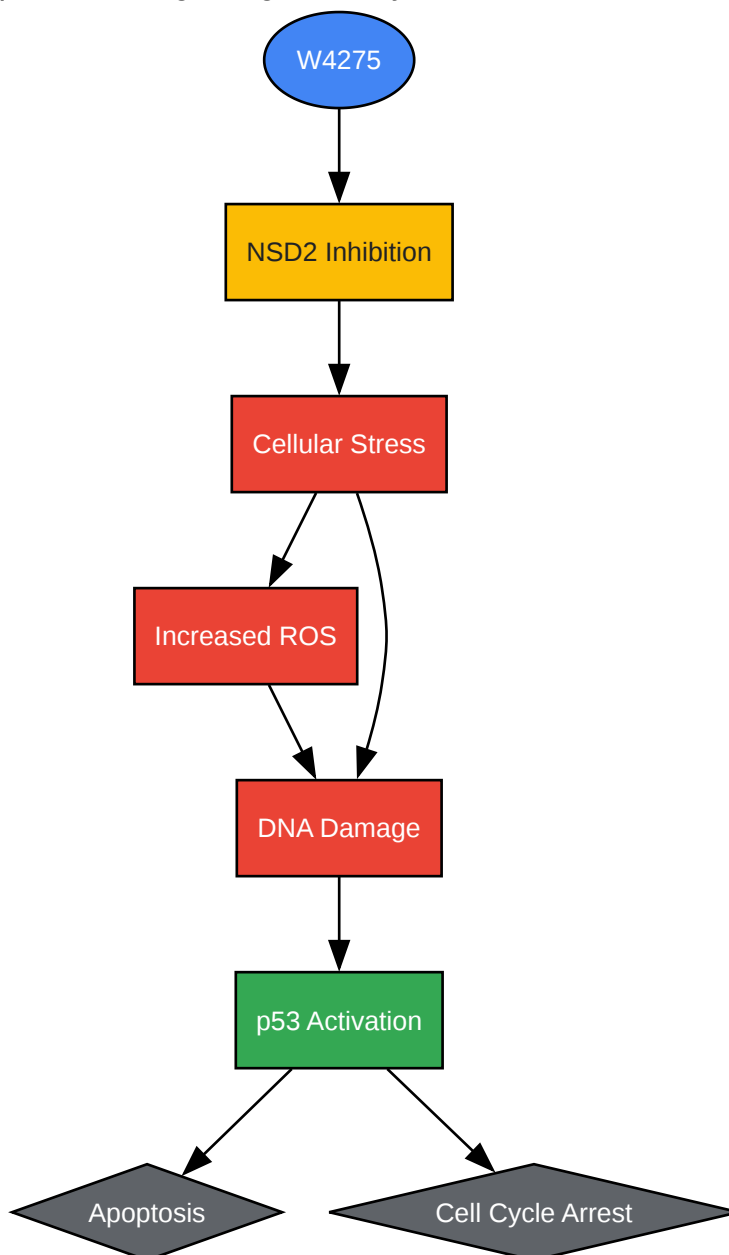 W4275
NSD2 Inhibition
Cellular Stress
Increased ROS
DNA Damage
p53 Activation
Apoptosis
Cell Cycle Arrest